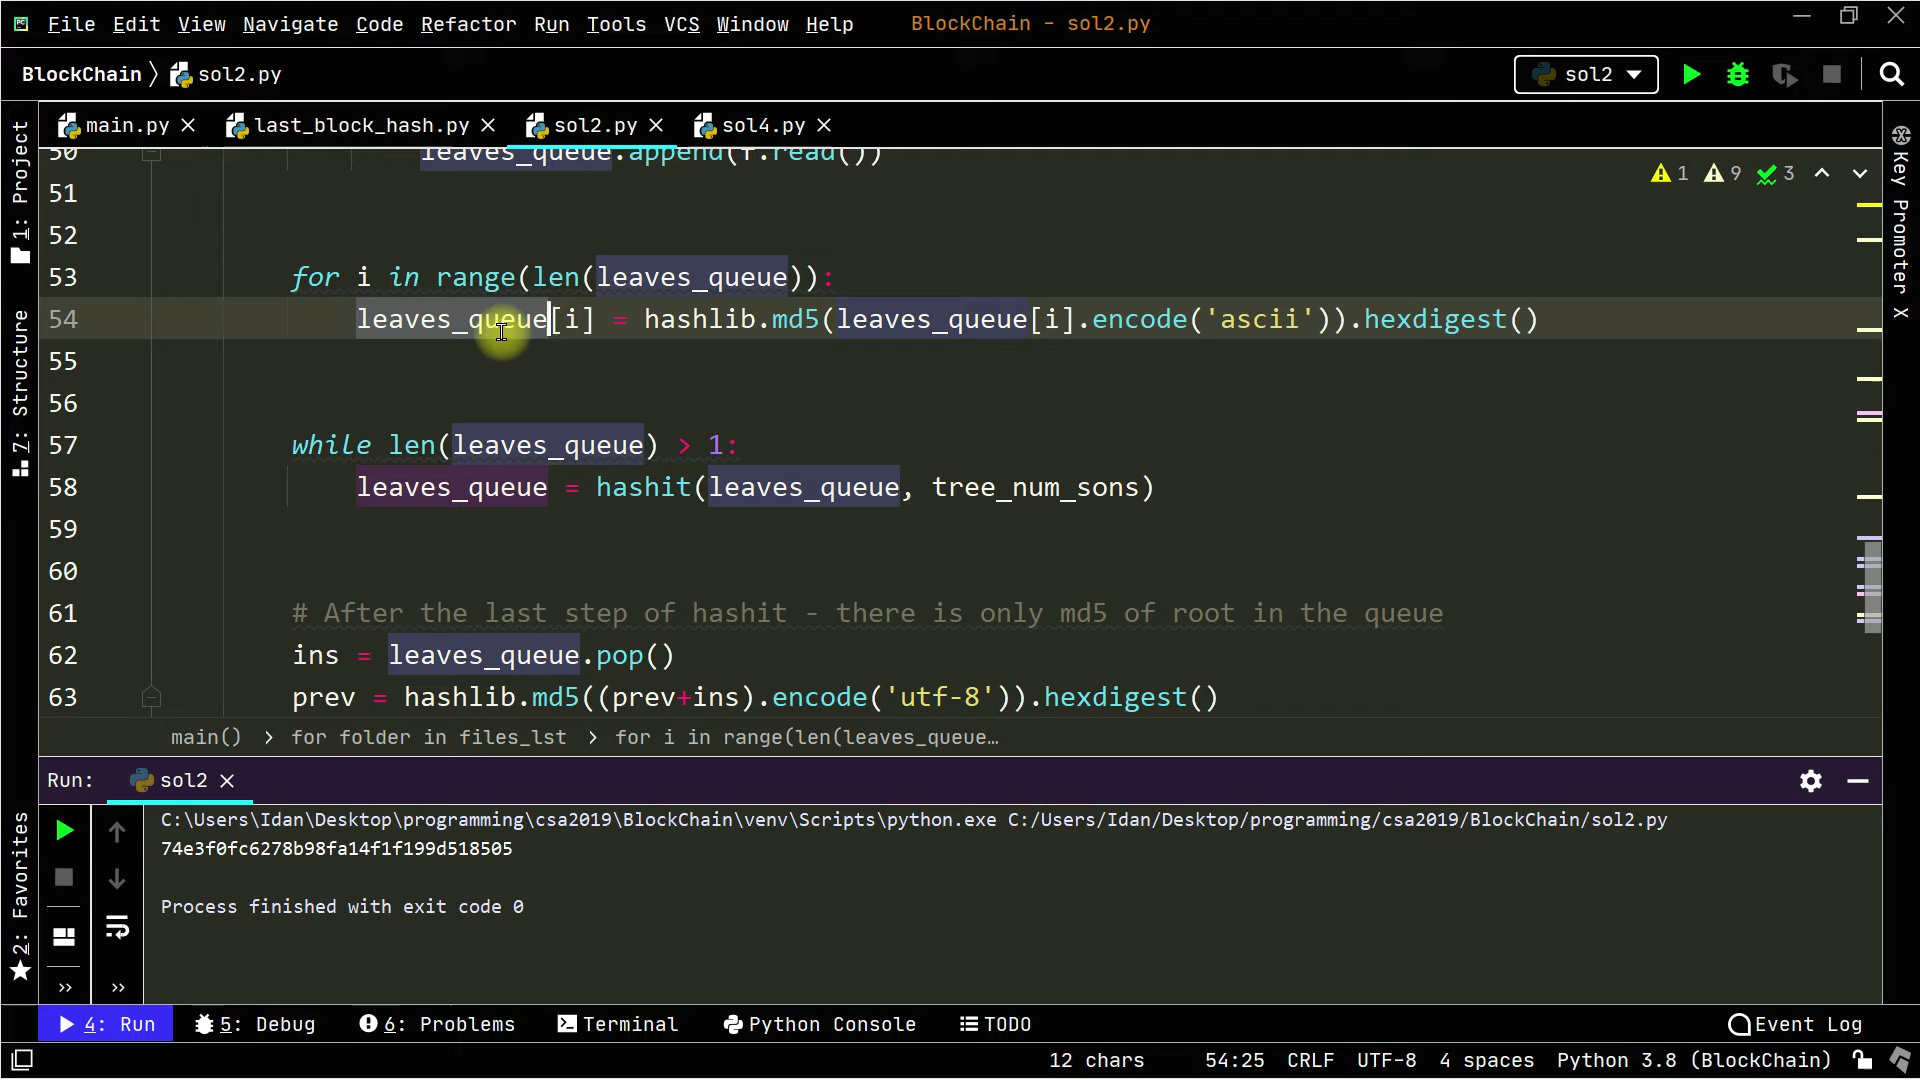 File Edit View Navigate Code Refactor Run Tools VCS Window Help BlockChain - sol2.py
BlockChain sol2.py sol2
main.py last_block_hash.py sol2.py sol4.py
50 leaves_queue.append(f.read())
1 9 3
51
52
53 for i in range(len(leaves_queue)):
54 leaves_queue[i] = hashlib.md5(leaves_queue[i].encode('ascii')).hexdigest()
55
56
57 while len(leaves_queue) > 1:
58 leaves_queue = hashit(leaves_queue, tree_num_sons)
59
60
61 # After the last step of hashit - there is only md5 of root in the queue
62 ins = leaves_queue.pop()
63 prev = hashlib.md5((prev+ins).encode('utf-8')).hexdigest()
main() > for folder in files_lst > for i in range(len(leaves_queue…
1: Project
7: Structure
2: Favorites
Key Promoter X
Run: sol2
C:\Users\Idan\Desktop\programming\csa2019\BlockChain\venv\Scripts\python.exe C:/Users/Idan/Desktop/programming/csa2019/BlockChain/sol2.py
74e3f0fc6278b98fa14f1f199d518505
Process finished with exit code 0
4: Run 5: Debug 6: Problems Terminal Python Console TODO Event Log
12 chars 54:25 CRLF UTF-8 4 spaces Python 3.8 (BlockChain)